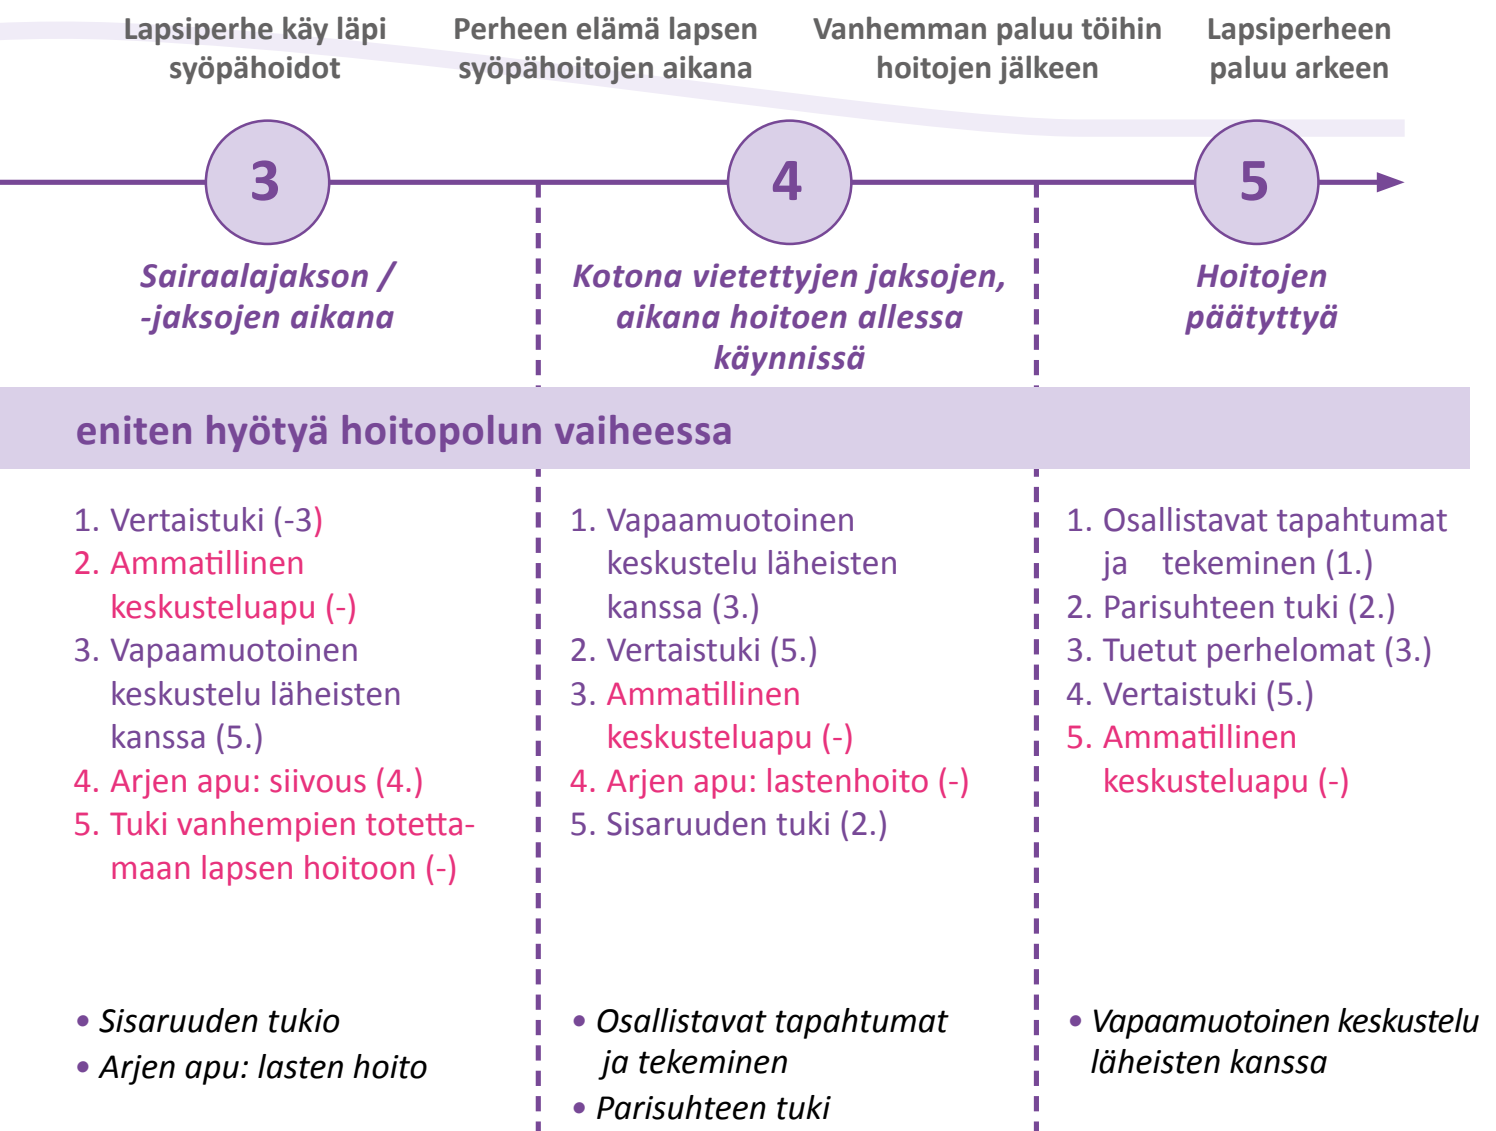 Lapsiperhe käy läpi
syöpähoidot
Perheen elämä lapsen
syöpähoitojen aikana
Vanhemman paluu töihin
hoitojen jälkeen
Lapsiperheen
paluu arkeen
3
4
5
Sairaalajakson /
-jaksojen aikana
Kotona vietettyjen jaksojen,
aikana hoitoen allessa
käynnissä
Hoitojen
päätyttyä
eniten hyötyä hoitopolun vaiheessa
1. Vertaistuki (-3)
2. Ammatillinen
keskusteluapu (-)
3. Vapaamuotoinen
keskustelu läheisten
kanssa (5.)
4. Arjen apu: siivous (4.)
5. Tuki vanhempien totetta-
maan lapsen hoitoon (-)
• Sisaruuden tukio
• Arjen apu: lasten hoito
1. Vapaamuotoinen
keskustelu läheisten
kanssa (3.)
2. Vertaistuki (5.)
3. Ammatillinen
keskusteluapu (-)
4. Arjen apu: lastenhoito (-)
5. Sisaruuden tuki (2.)
• Osallistavat tapahtumat
ja tekeminen
• Parisuhteen tuki
1. Osallistavat tapahtumat
ja tekeminen (1.)
2. Parisuhteen tuki (2.)
3. Tuetut perhelomat (3.)
4. Vertaistuki (5.)
5. Ammatillinen
keskusteluapu (-)
• Vapaamuotoinen keskustelu
läheisten kanssa